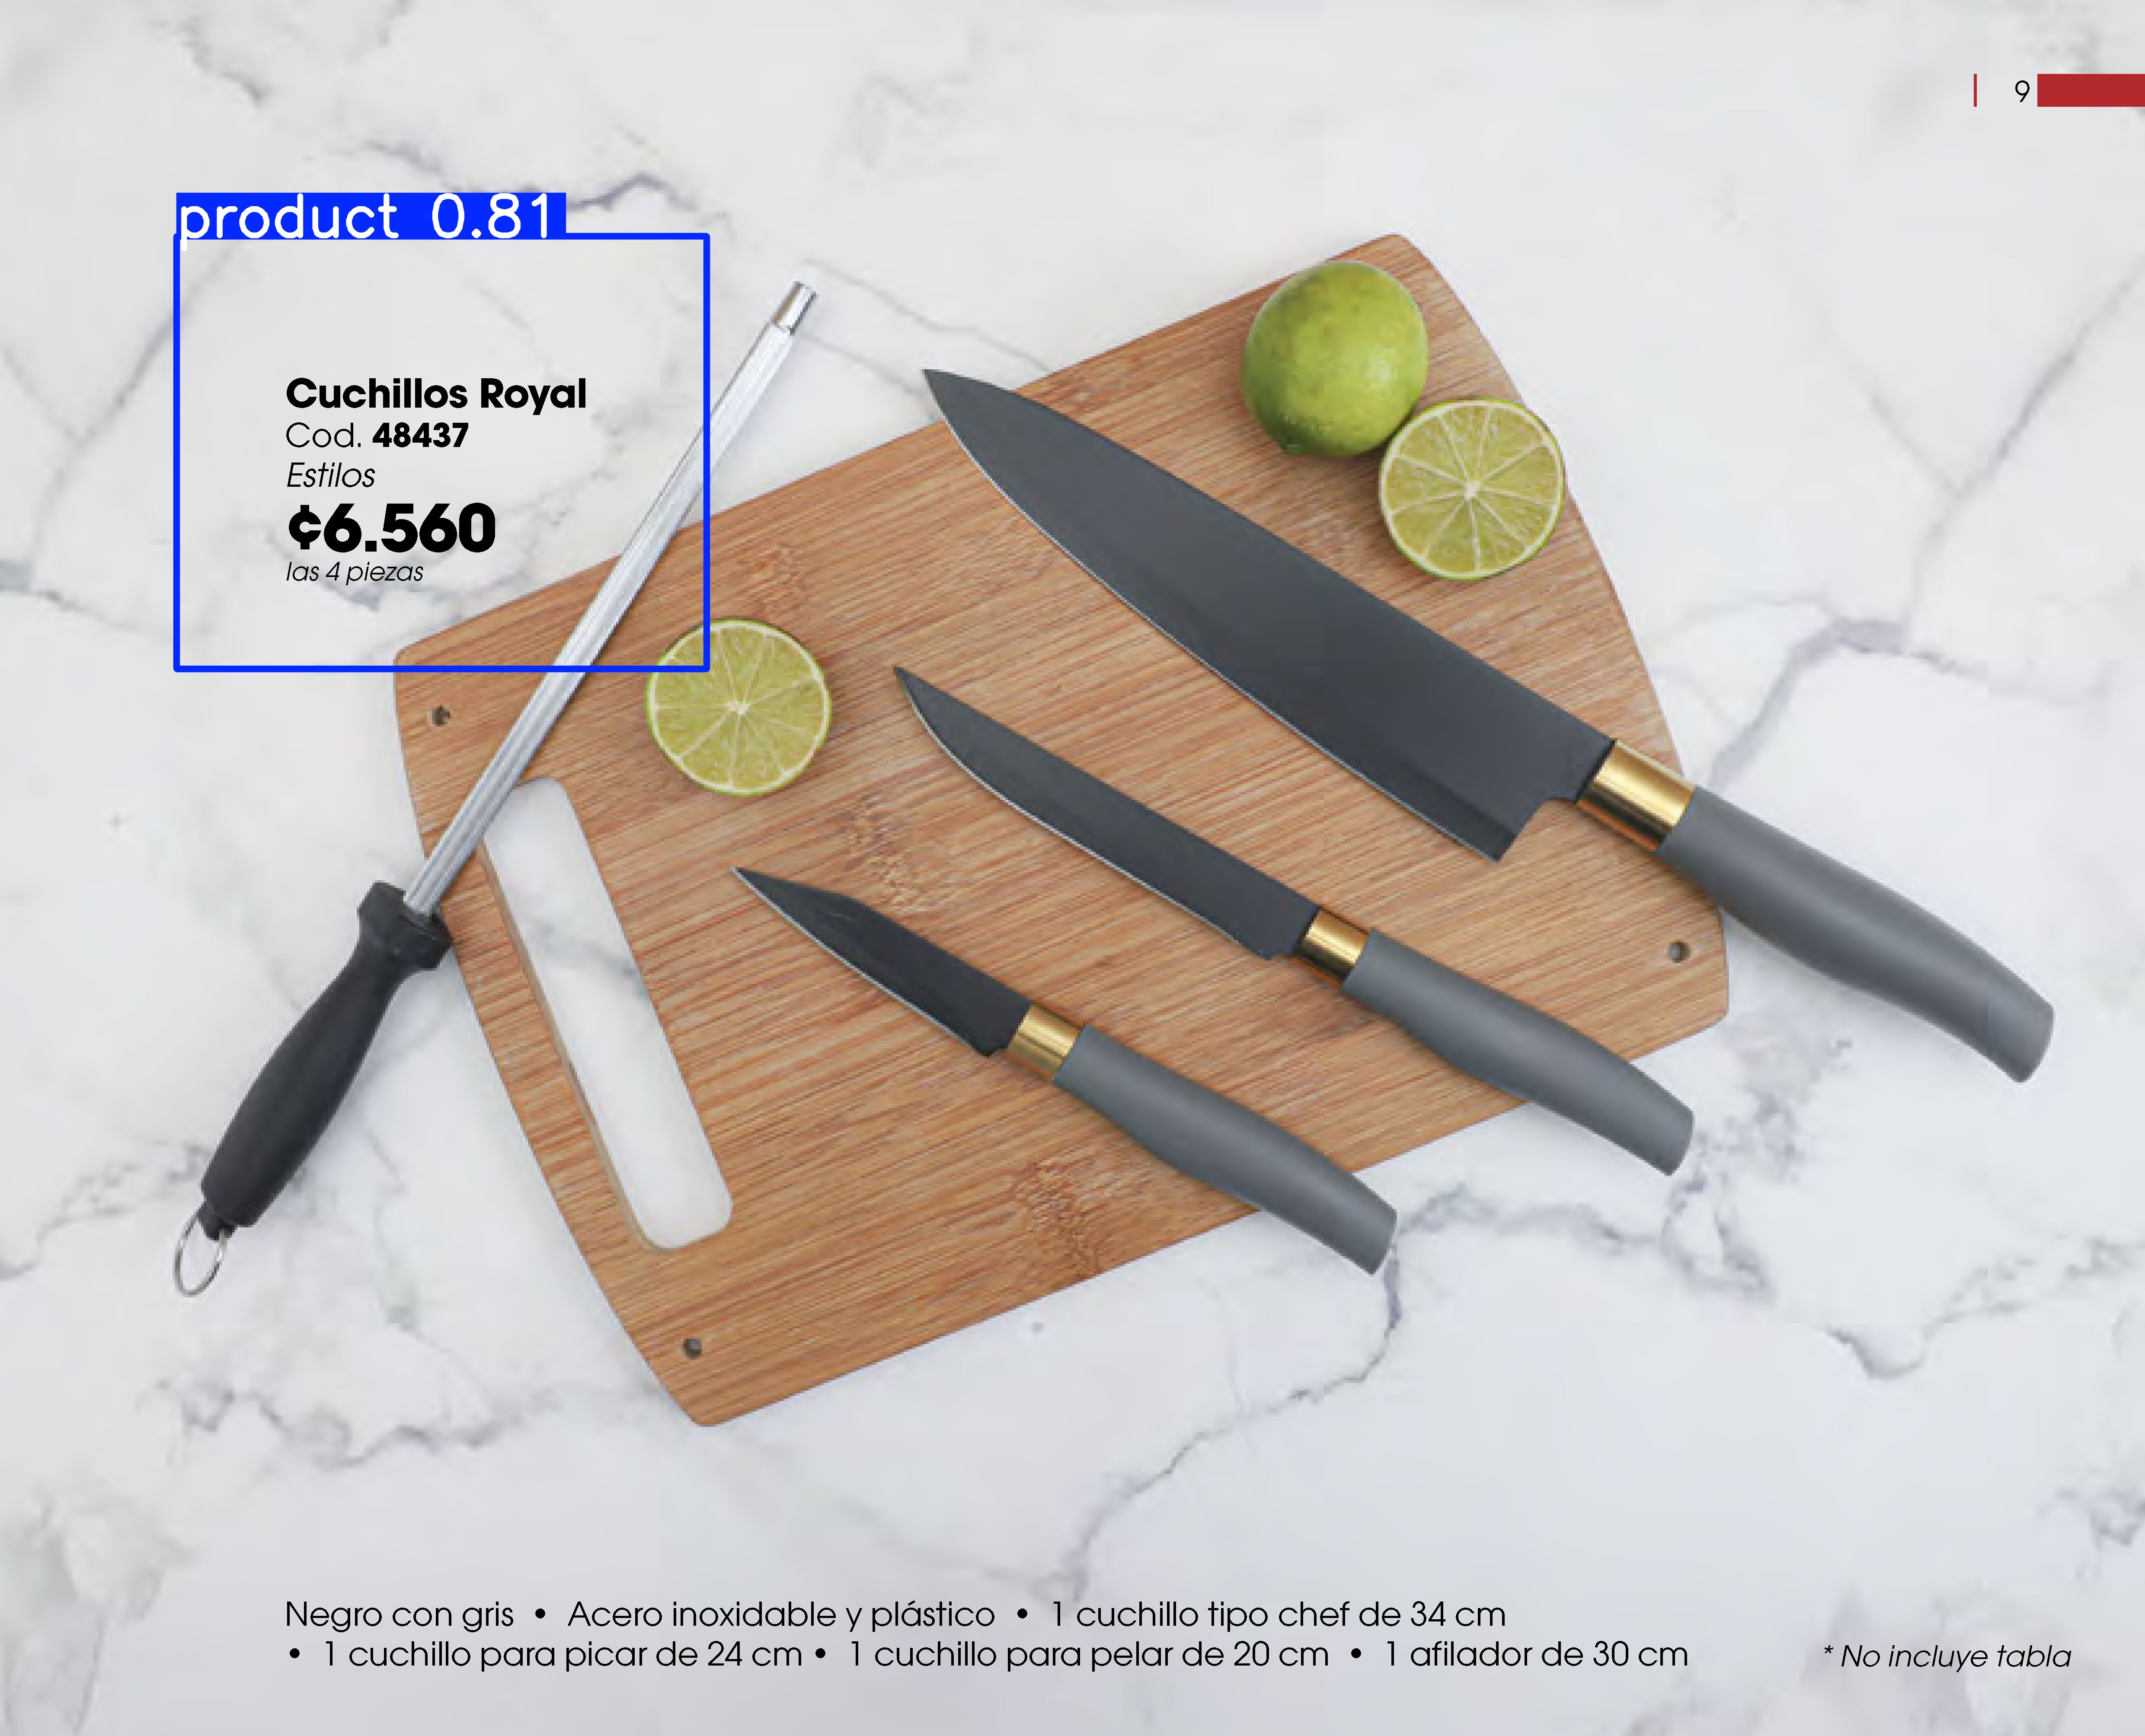 9
product 0.81
Cuchillos Royal
Cod. 48437
Estilos
¢6.560
las 4 piezas
Negro con gris • Acero inoxidable y plástico • 1 cuchillo tipo chef de 34 cm
• 1 cuchillo para picar de 24 cm • 1 cuchillo para pelar de 20 cm • 1 afilador de 30 cm
* No incluye tabla